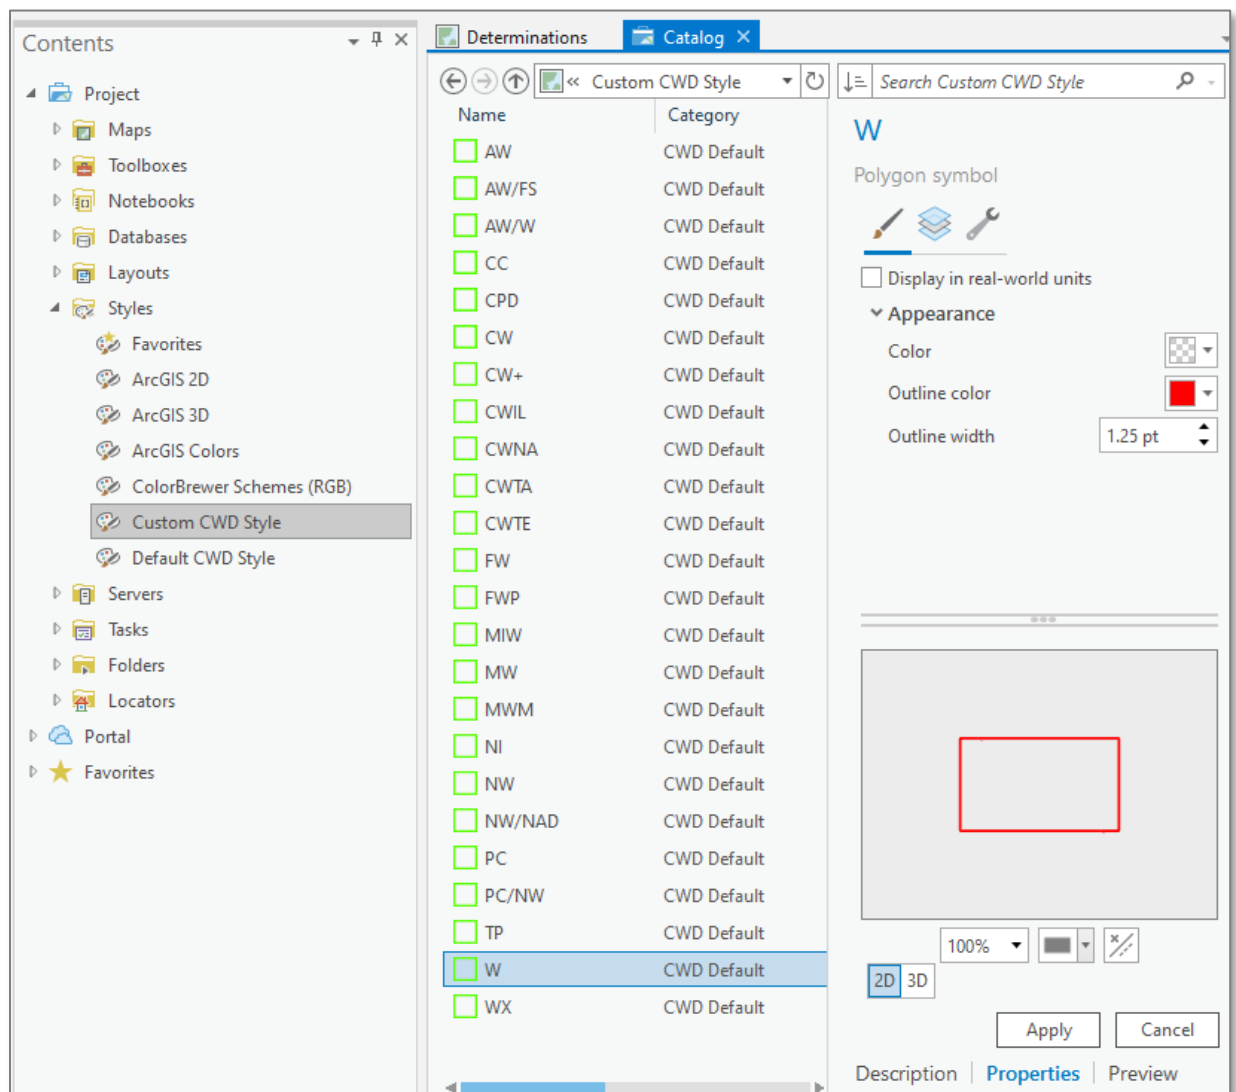 Contents
Project
Maps
Toolboxes
Notebooks
Databases
Layouts
Styles
Favorites
ArcGIS 2D
ArcGIS 3D
ArcGIS Colors
ColorBrewer Schemes (RGB)
Custom CWD Style
Default CWD Style
Servers
Tasks
Folders
Locators
Portal
Favorites
Determinations Catalog
« Custom CWD Style
Search Custom CWD Style
Name Category
AW CWD Default
AW/FS CWD Default
AW/W CWD Default
CC CWD Default
CPD CWD Default
CW CWD Default
CW+ CWD Default
CWIL CWD Default
CWNA CWD Default
CWTA CWD Default
CWTE CWD Default
FW CWD Default
FWP CWD Default
MIW CWD Default
MW CWD Default
MWM CWD Default
NI CWD Default
NW CWD Default
NW/NAD CWD Default
PC CWD Default
PC/NW CWD Default
TP CWD Default
W CWD Default
WX CWD Default
W
Polygon symbol
Display in real-world units
Appearance
Color
Outline color
Outline width 1.25 pt
100%
2D 3D
Apply Cancel
Description Properties Preview